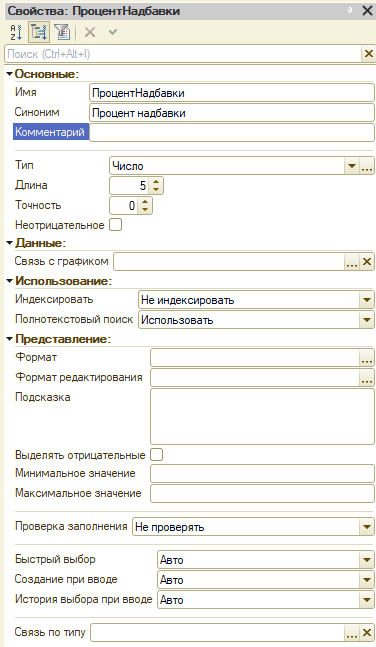 Свойства: ПроцентНадбавки
Поиск (Ctrl+Alt+I)
Основные:
Имя ПроцентНадбавки
Синоним Процент надбавки
Комментарий
Тип Число
Длина 5
Точность 0
Неотрицательное
Данные:
Связь с графиком
Использование:
Индексировать Не индексировать
Полнотекстовый поиск Использовать
Представление:
Формат
Формат редактирования
Подсказка
Выделять отрицательные
Минимальное значение
Максимальное значение
Проверка заполнения Не проверять
Быстрый выбор Авто
Создание при вводе Авто
История выбора при вводе Авто
Связь по типу